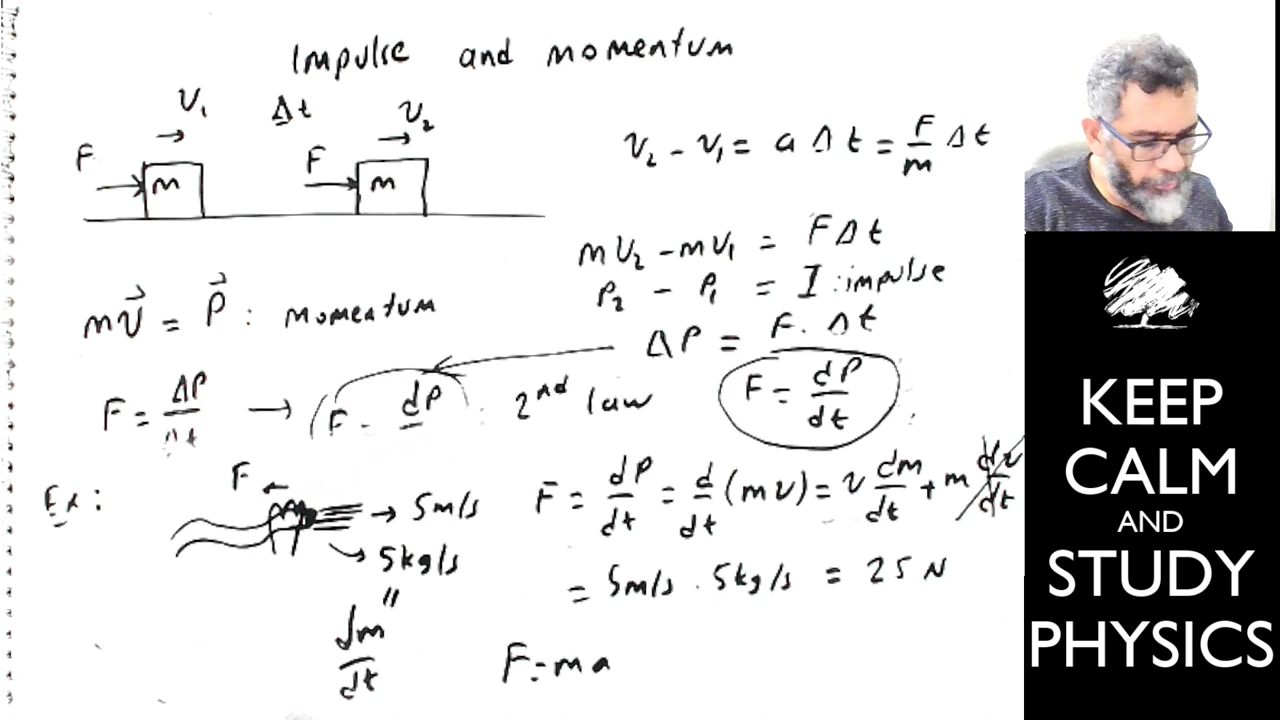 Impulse and momentum
V₁ Δt V₂
F m F m
V₂ - V₁ = a Δt = F/m Δt
mV₂ - mV₁ = FΔt
P₂ - P₁ = I : impulse
mV⃗ = P⃗ : momentum
ΔP = F. Δt
F = ΔP/Δt → F = dP 2nd law
F = dP/dt
Ex:
F 5m/s
5kg/s
"
dm/dt
F = dP/dt = d/dt (mv) = v dm/dt + m dv/dt
= 5m/s . 5kg/s = 25 N
F = ma
KEEP
CALM
AND
STUDY
PHYSICS